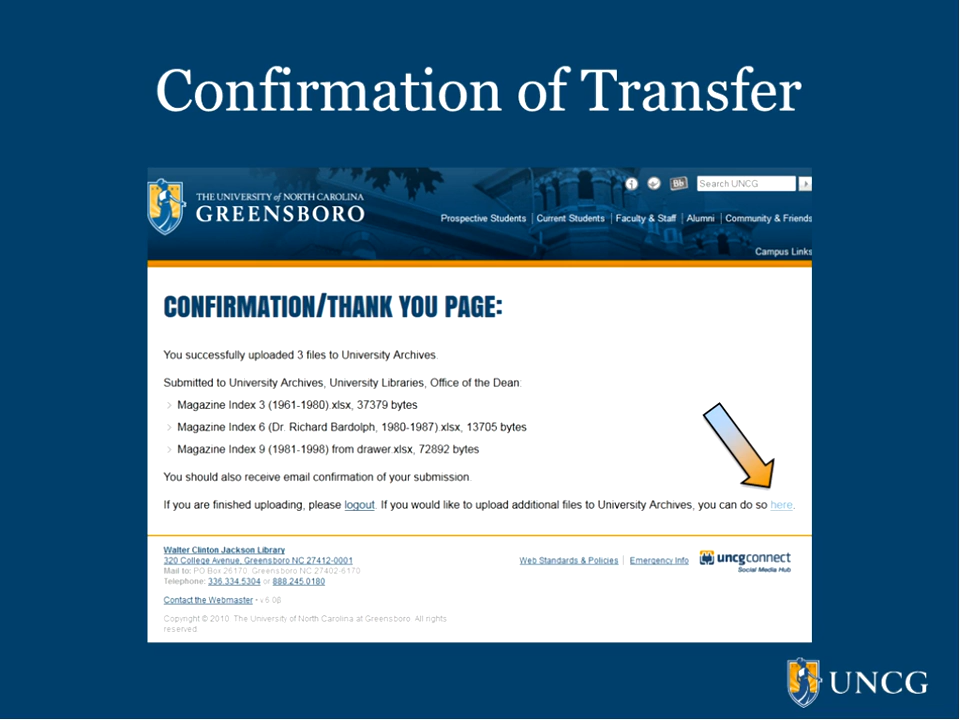 Confirmation of Transfer
Bb
Search UNCG
THE UNIVERSITY of NORTH CAROLINA
GREENSBORO
Prospective Students | Current Students | Faculty & Staff | Alumni | Community & Friends
Campus Links
CONFIRMATION/THANK YOU PAGE:
You successfully uploaded 3 files to University Archives.
Submitted to University Archives, University Libraries, Office of the Dean:
Magazine Index 3 (1961-1980).xlsx, 37379 bytes
Magazine Index 6 (Dr. Richard Bardolph, 1980-1987).xlsx, 13705 bytes
Magazine Index 9 (1981-1998) from drawer.xlsx, 72892 bytes
You should also receive email confirmation of your submission.
If you are finished uploading, please logout. If you would like to upload additional files to University Archives, you can do so here.
Walter Clinton Jackson Library
320 College Avenue, Greensboro NC 27412-0001
Mail to: PO Box 26170 Greensboro NC 27402-6170
Telephone: 336.334.5304 or 888.245.0180
Web Standards & Policies | Emergency Info
uncgconnect
Social Media Hub
Contact the Webmaster • v.5.0B
Copyright © 2010. The University of North Carolina at Greensboro. All rights
reserved.
UNCG